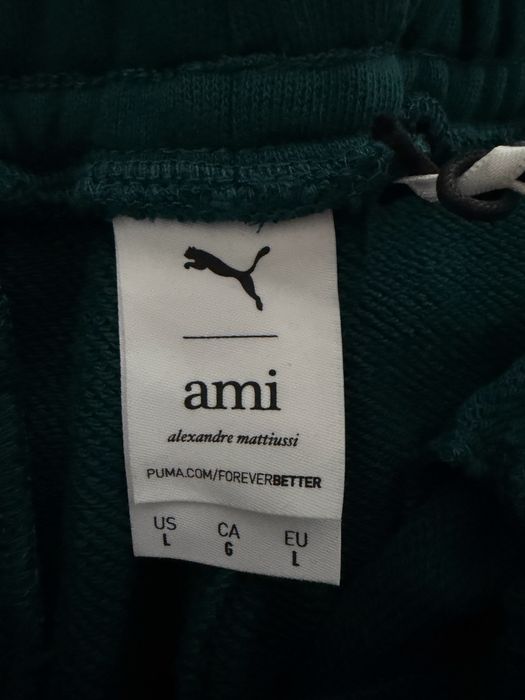 ami
alexandre mattiussi
PUMA.COM/FOREVERBETTER
US CA EU
L G L